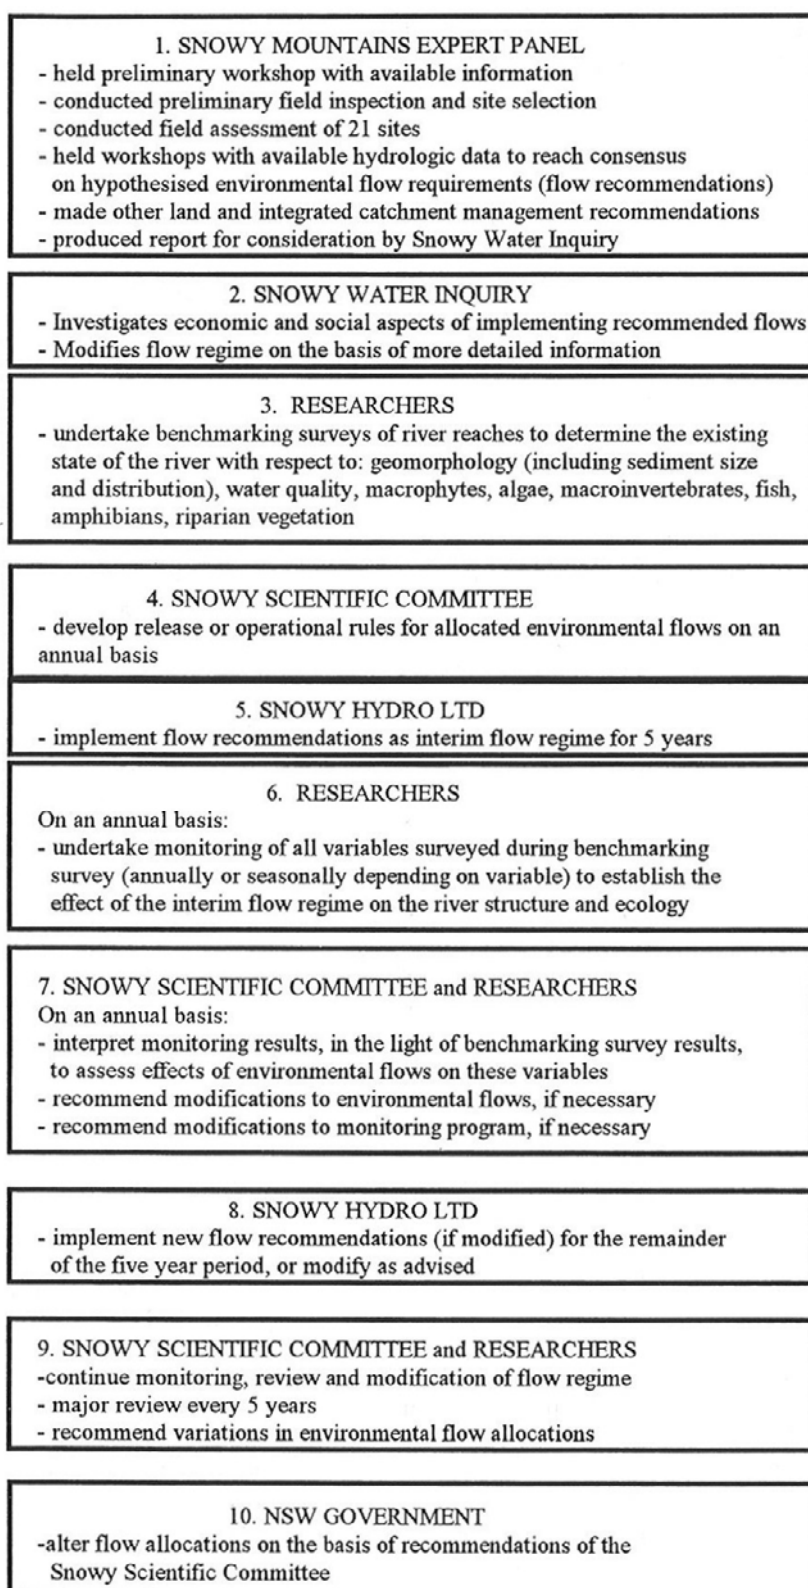 1. SNOWY MOUNTAINS EXPERT PANEL
- held preliminary workshop with available information
- conducted preliminary field inspection and site selection
- conducted field assessment of 21 sites
- held workshops with available hydrologic data to reach consensus
on hypothesised environmental flow requirements (flow recommendations)
- made other land and integrated catchment management recommendations
- produced report for consideration by Snowy Water Inquiry
2. SNOWY WATER INQUIRY
- Investigates economic and social aspects of implementing recommended flows
- Modifies flow regime on the basis of more detailed information
3. RESEARCHERS
- undertake benchmarking surveys of river reaches to determine the existing
state of the river with respect to: geomorphology (including sediment size
and distribution), water quality, macrophytes, algae, macroinvertebrates, fish,
amphibians, riparian vegetation
4. SNOWY SCIENTIFIC COMMITTEE
- develop release or operational rules for allocated environmental flows on an
annual basis
5. SNOWY HYDRO LTD
- implement flow recommendations as interim flow regime for 5 years
6. RESEARCHERS
On an annual basis:
- undertake monitoring of all variables surveyed during benchmarking
survey (annually or seasonally depending on variable) to establish the
effect of the interim flow regime on the river structure and ecology
7. SNOWY SCIENTIFIC COMMITTEE and RESEARCHERS
On an annual basis:
- interpret monitoring results, in the light of benchmarking survey results,
to assess effects of environmental flows on these variables
- recommend modifications to environmental flows, if necessary
- recommend modifications to monitoring program, if necessary
8. SNOWY HYDRO LTD
- implement new flow recommendations (if modified) for the remainder
of the five year period, or modify as advised
9. SNOWY SCIENTIFIC COMMITTEE and RESEARCHERS
-continue monitoring, review and modification of flow regime
- major review every 5 years
- recommend variations in environmental flow allocations
10. NSW GOVERNMENT
-alter flow allocations on the basis of recommendations of the
Snowy Scientific Committee